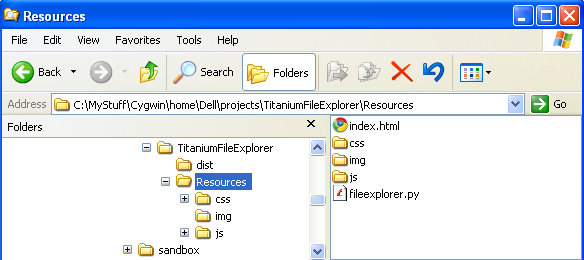 Resources
File Edit View Favorites Tools Help
Back Search Folders
Address C:\MyStuff\Cygwin\home\Dell\projects\TitaniumFileExplorer\Resources Go
Folders
TitaniumFileExplorer
dist
Resources
css
img
js
sandbox
index.html
css
img
js
fileexplorer.py